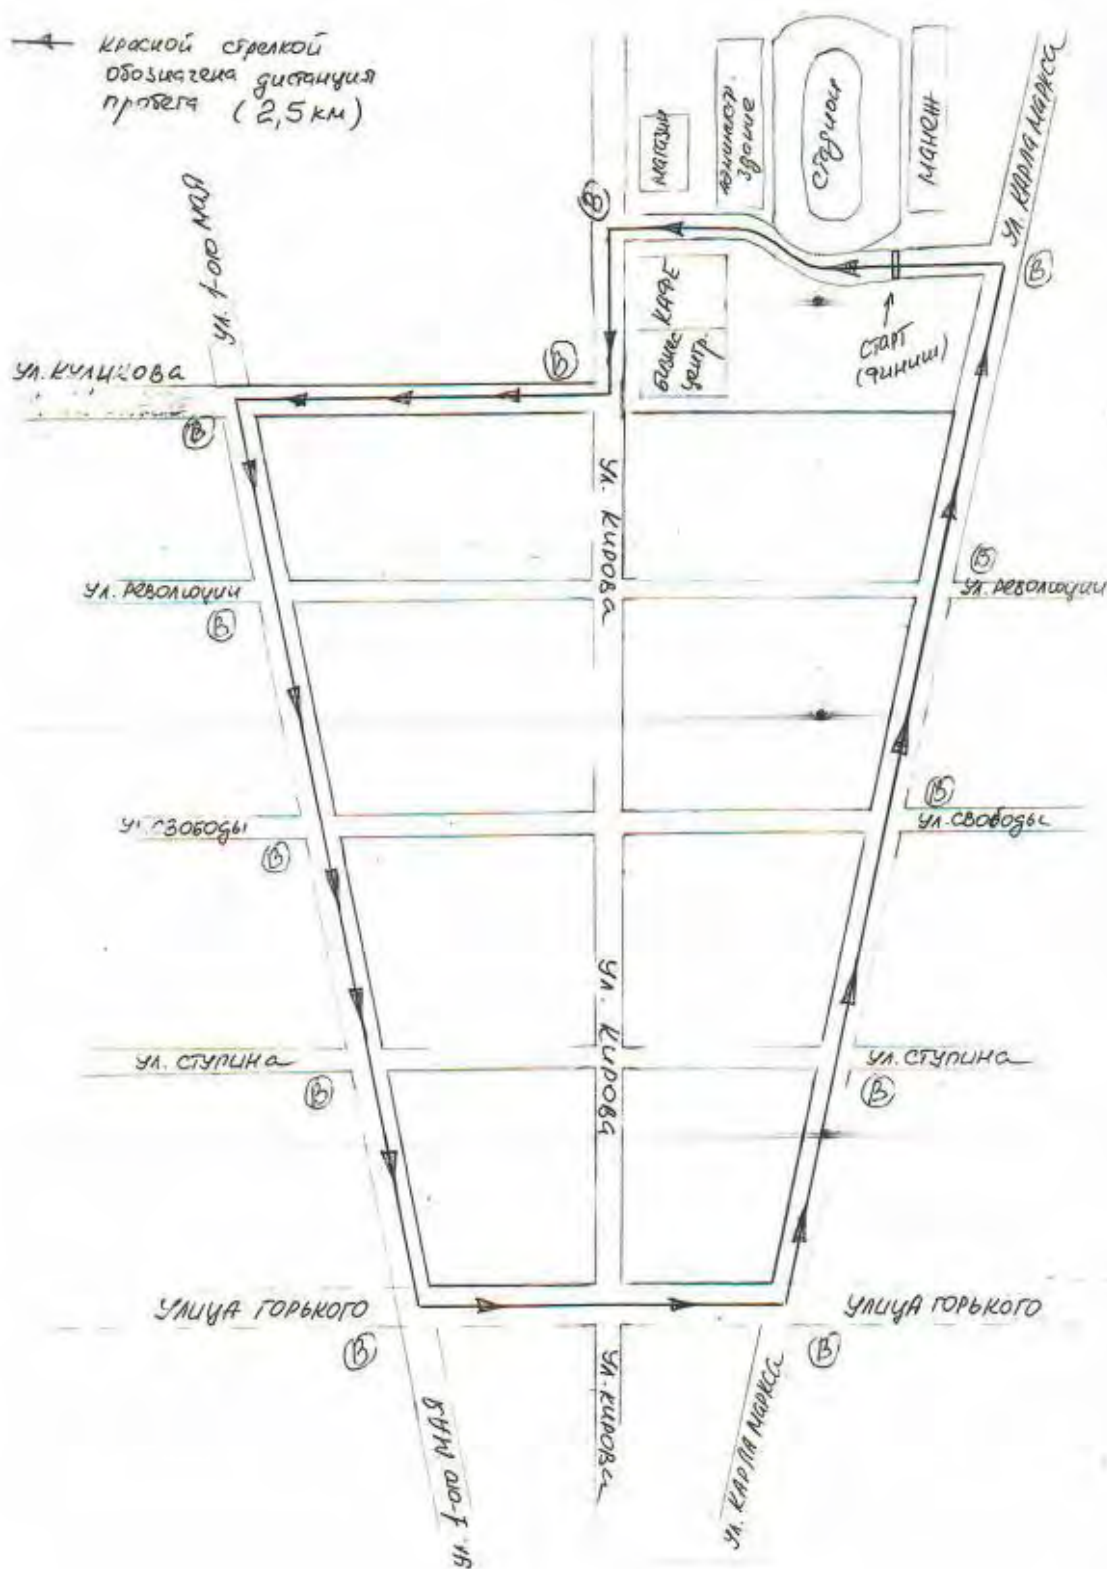 красной стрелкой
обозначена дистанция
пробега (2,5 км)
МАГАЗИН
здание
Стадион
МАНЕЖ
УЛ. КАРЛА МАРКСА
УЛ. 1-ого МАЯ
В
В
КАФЕ
БИЗНЕС
центр.
СТАРТ
(ФИНИШ)
УЛ. КУЛИКОВА
В
В
УЛ. КИРОВА
В
УЛ. РЕВОЛЮЦИИ
УЛ. РЕВОЛЮЦИИ
В
В
СВОБОДЫ
УЛ. СВОБОДЫ
В
УЛ. КИРОВА
УЛ. СТУПИНА
УЛ. СТУПИНА
В
В
УЛИЦА ГОРЬКОГО
УЛИЦА ГОРЬКОГО
В
В
УЛ. 1-ого МАЯ
УЛ. КИРОВА
УЛ. КАРЛА МАРКСА